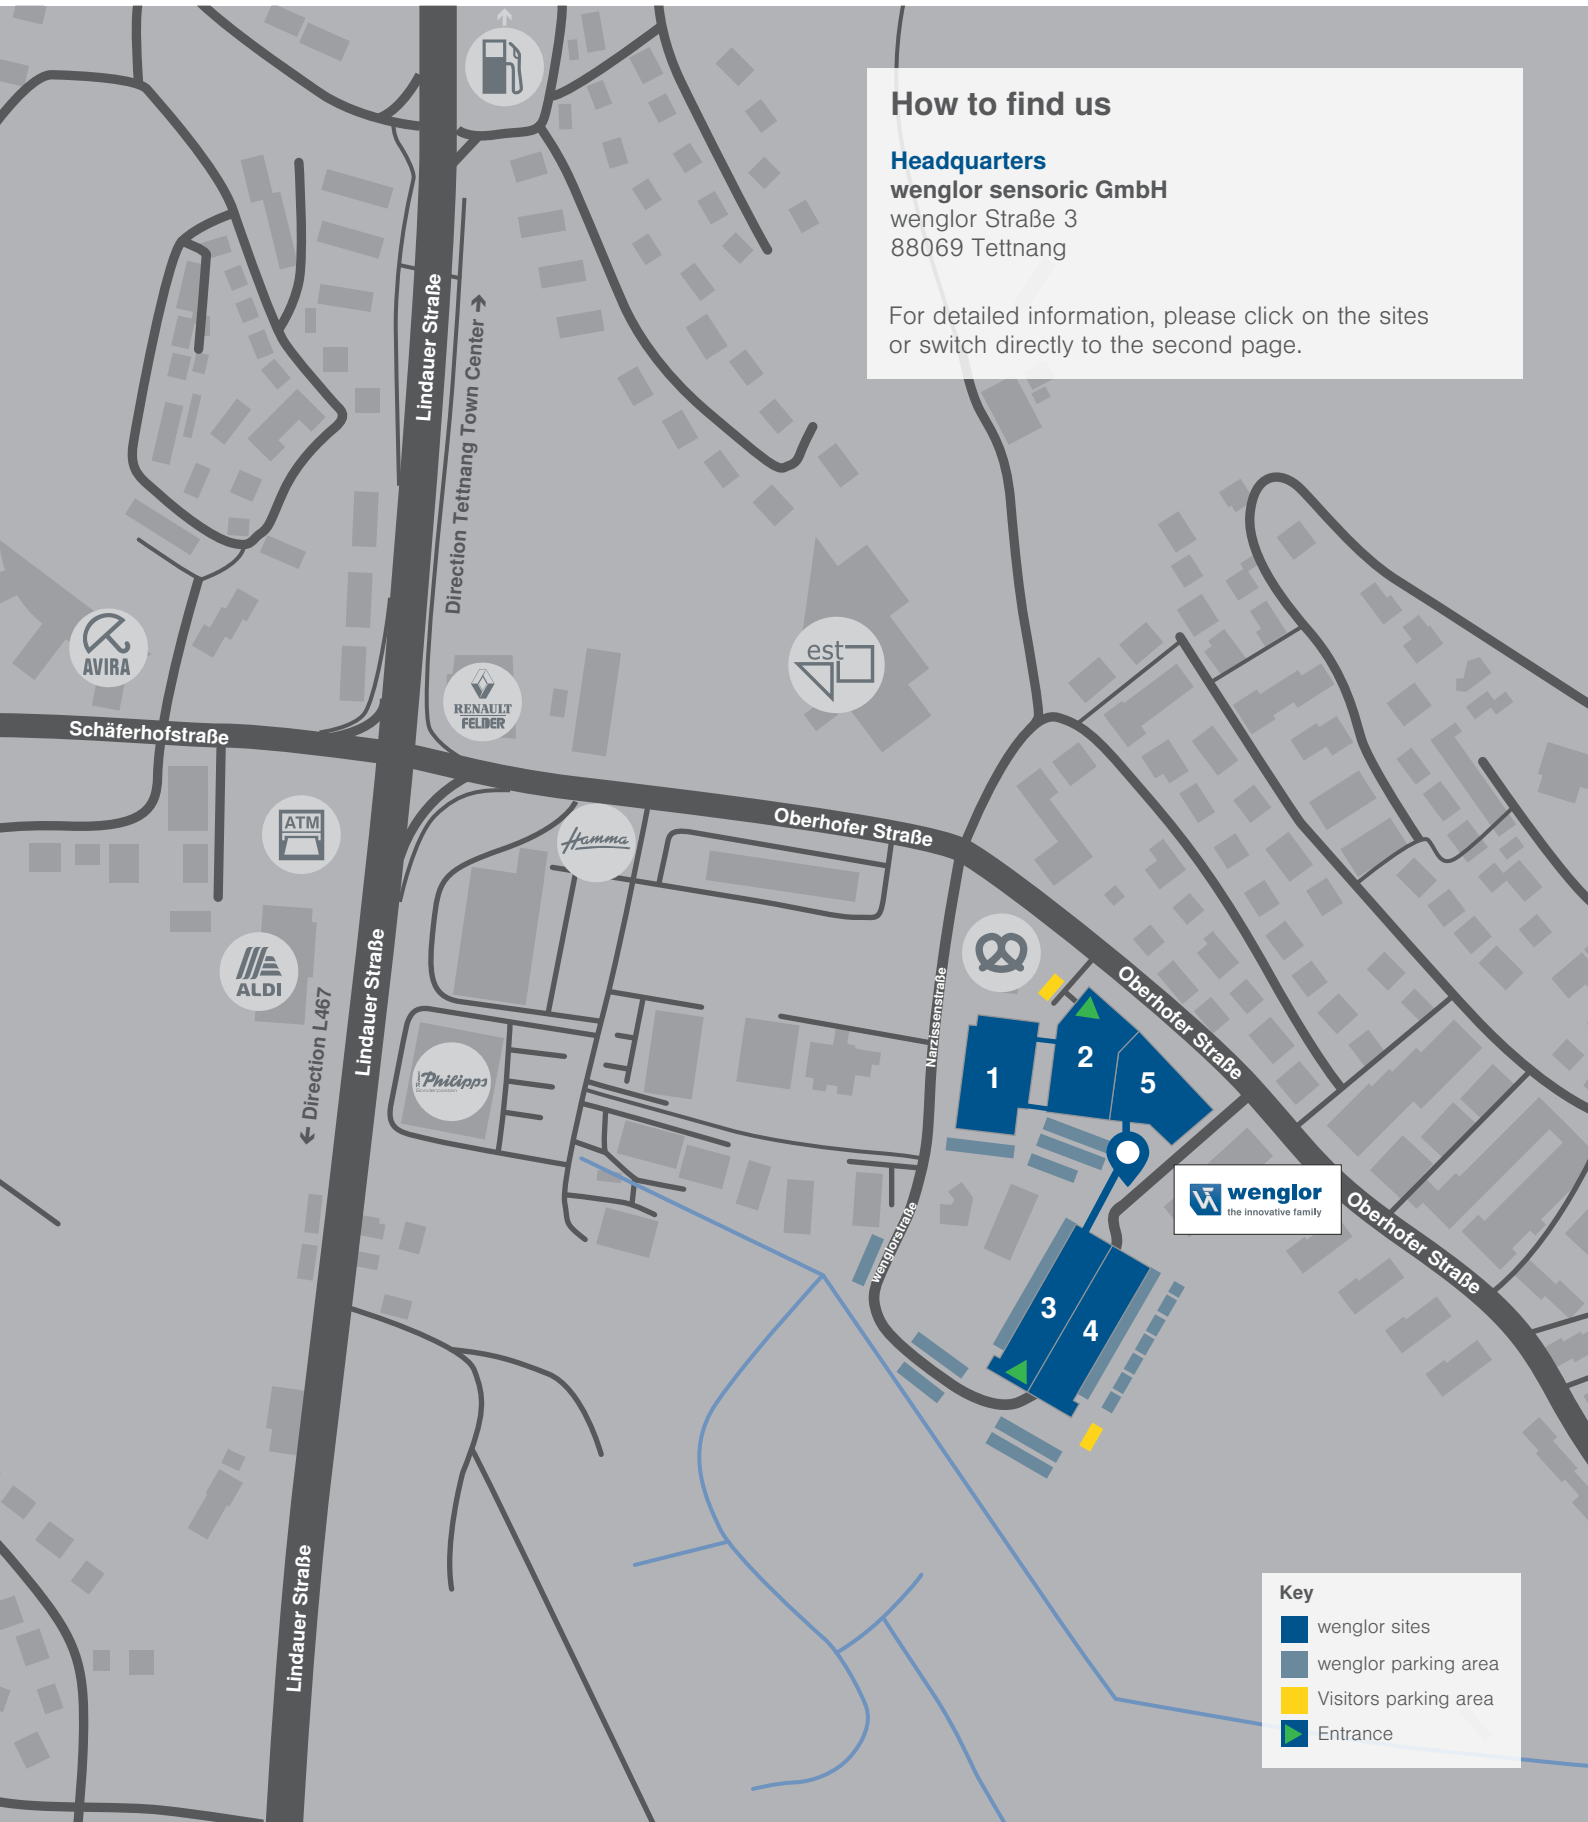 How to find us
Headquarters
wenglor sensoric GmbH
wenglor Straße 3
88069 Tettnang
For detailed information, please click on the sites
or switch directly to the second page.
Lindauer Straße
Direction Tettnang Town Center →
AVIRA
est
RENAULT
FELDER
Schäferhofstraße
ATM
Hamma
Oberhofer Straße
ALDI
← Direction L467
Lindauer Straße
Philipps
Narzissenstraße
Oberhofer Straße
1
2
5
wenglor
the innovative family
Oberhofer Straße
wenglorstraße
3
4
Lindauer Straße
Key
wenglor sites
wenglor parking area
Visitors parking area
Entrance